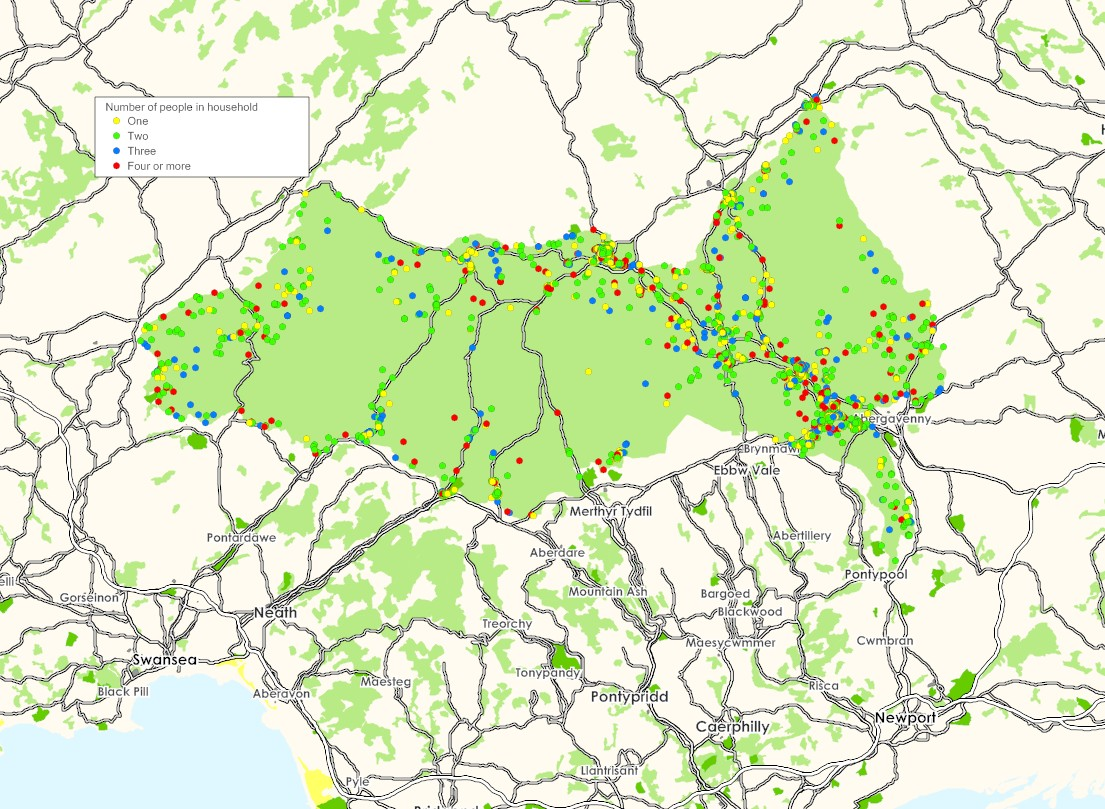 Number of people in household
One
Two
Three
Four or more
Abergavenny
Brynmawr
Ebbw Vale
Merthyr Tydfil
Pontardawe
Abertillery
Aberdare
Pontypool
Mountain Ash
Bargoed
Gorseinon
Neath
Blackwood
Treorchy
Maesycwmmer
Cwmbran
Swansea
Tonypandy
Maesteg
Risca
Black Pill
Aberavon
Pontypridd
Newport
Caerphilly
Llantrisant
Pyle